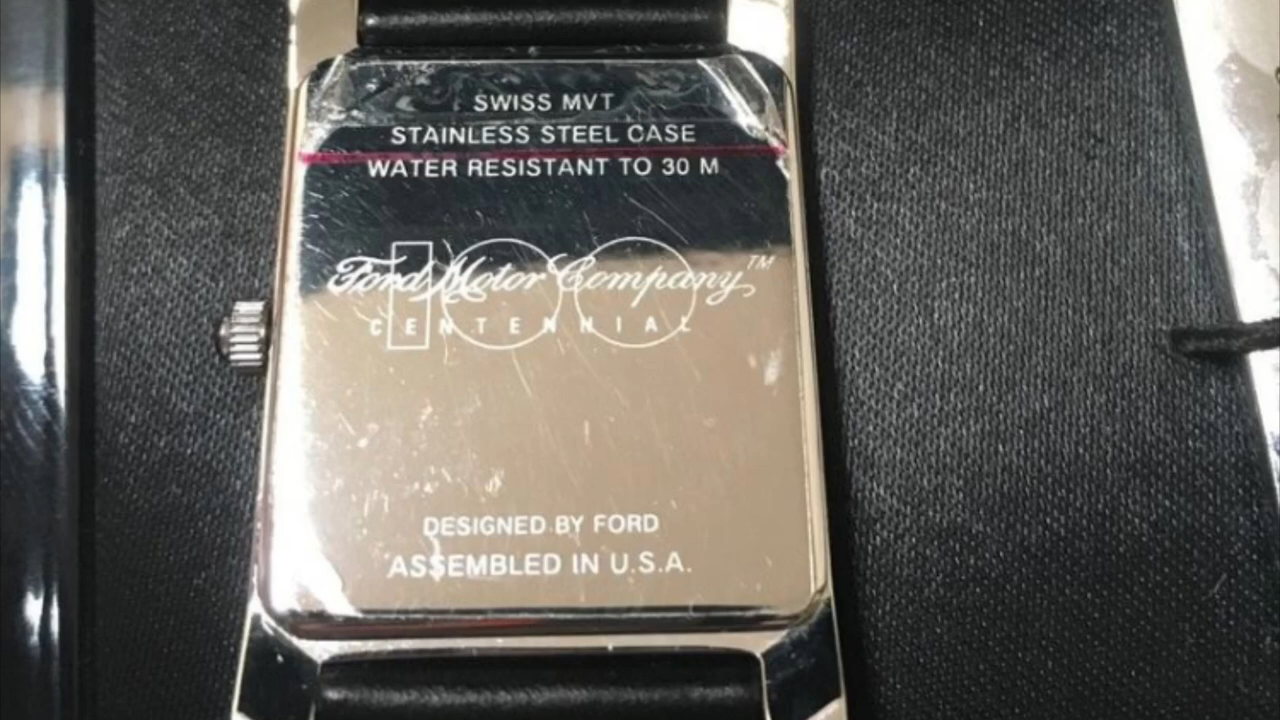 SWISS MVT
STAINLESS STEEL CASE
WATER RESISTANT TO 30 M
100
Ford Motor Company™
CENTENNIAL
DESIGNED BY FORD
ASSEMBLED IN U.S.A.